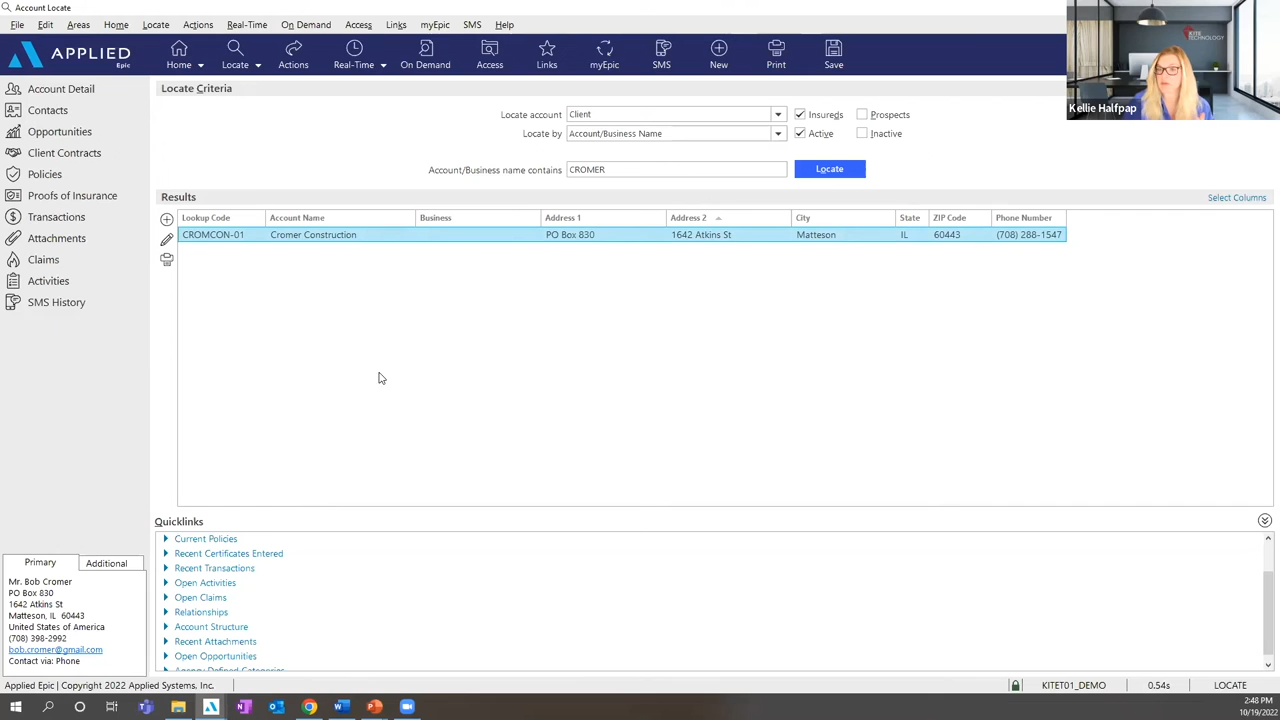 Account Locate
File Edit Areas Home Locate Actions Real-Time On Demand Access Links myEpic SMS Help
APPLIED Epic
Home Locate Actions Real-Time On Demand Access Links myEpic SMS New Print Save
KITE TECHNOLOGY
Kellie Halfpap
Account Detail
Contacts
Opportunities
Client Contracts
Policies
Proofs of Insurance
Transactions
Attachments
Claims
Activities
SMS History
Locate Criteria
Locate account Client Insureds Prospects
Locate by Account/Business Name Active Inactive
Account/Business name contains CROMER Locate
Results Select Columns
Lookup Code Account Name Business Address 1 Address 2 City State ZIP Code Phone Number
CROMCON-01 Cromer Construction PO Box 830 1642 Atkins St Matteson IL 60443 (708) 288-1547
Quicklinks
Current Policies
Recent Certificates Entered
Recent Transactions
Open Activities
Open Claims
Relationships
Account Structure
Recent Attachments
Open Opportunities
Agency Defined Categories
Primary Additional
Mr. Bob Cromer
PO Box 830
1642 Atkins St
Matteson, IL 60443
United States of America
(708) 398-2992
bob.cromer@gmail.com
Contact via: Phone
Applied Epic | Copyright 2022 Applied Systems, Inc. KITET01_DEMO 0.54s LOCATE
2:48 PM
10/19/2022